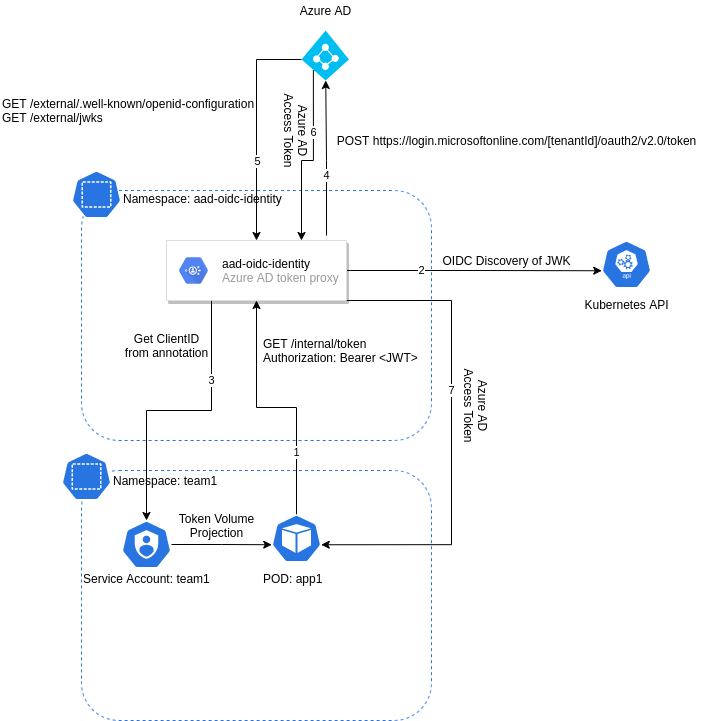 Azure AD
GET /external/.well-known/openid-configuration
GET /external/jwks
Azure AD
Access Token
6
POST https://login.microsoftonline.com/[tenantId]/oauth2/v2.0/token
5
4
Namespace: aad-oidc-identity
aad-oidc-identity
Azure AD token proxy
OIDC Discovery of JWK
2
api
Kubernetes API
Get ClientID
from annotation
GET /internal/token
Authorization: Bearer <JWT>
3
7
Azure AD
Access Token
1
Namespace: team1
Token Volume
Projection
Service Account: team1
POD: app1